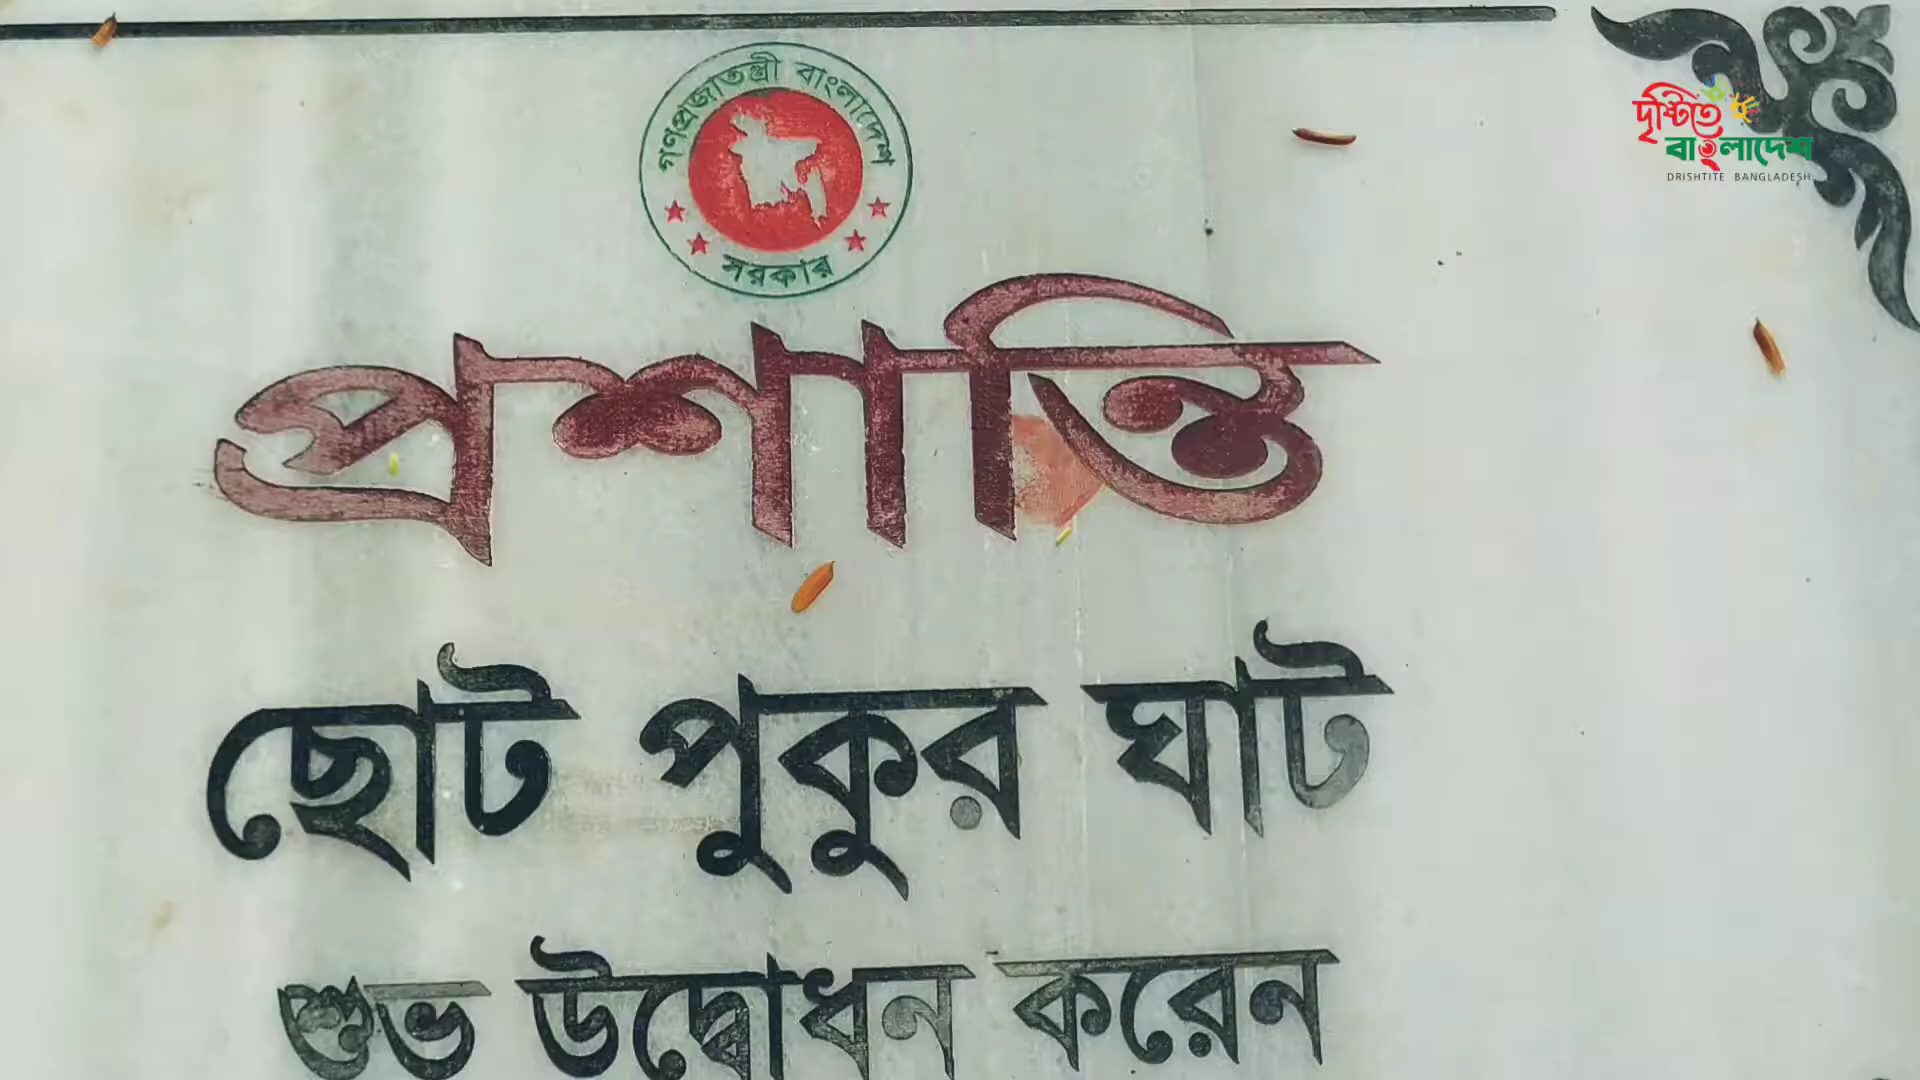 গণপ্রজাতন্ত্রী বাংলাদেশ
সরকার
দৃষ্টিতে
বাংলাদেশ
DRISHTITE BANGLADESH
প্রশান্তি
ছোট পুকুর ঘাট
শুভ উদ্বোধন করেন